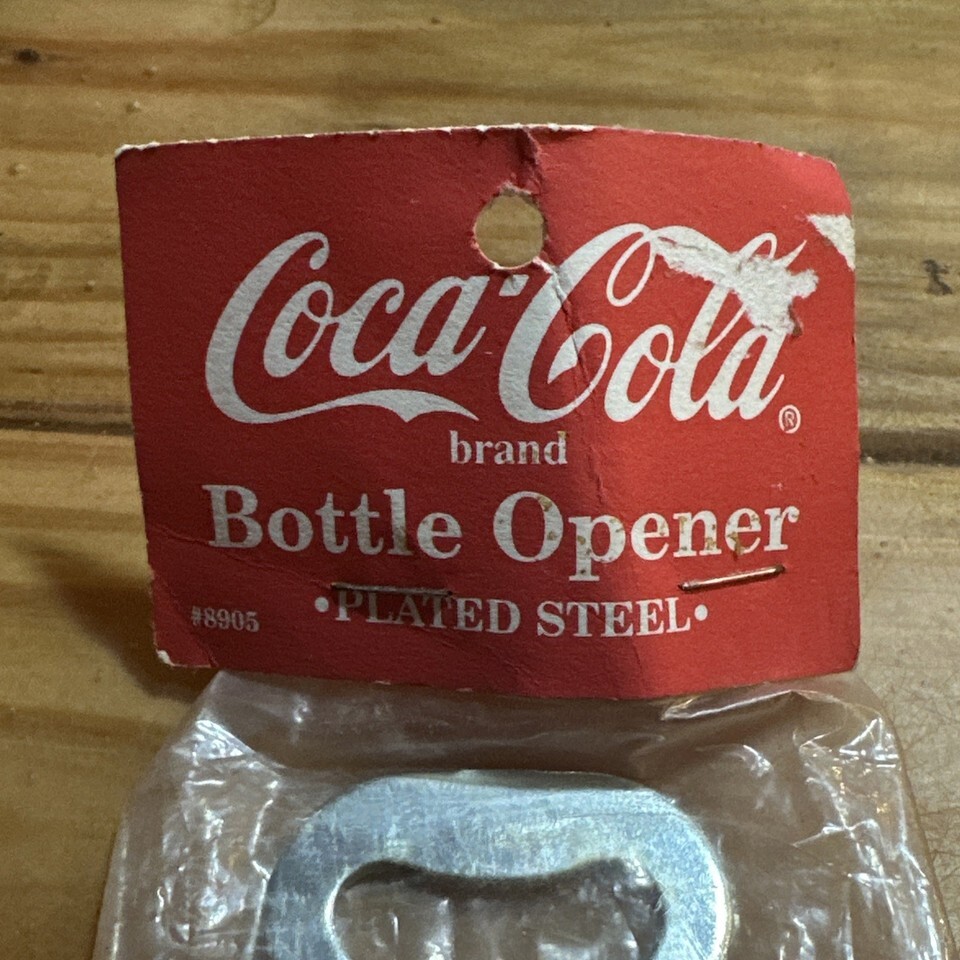 Coca-Cola®
brand
Bottle Opener
•PLATED STEEL•
#8905